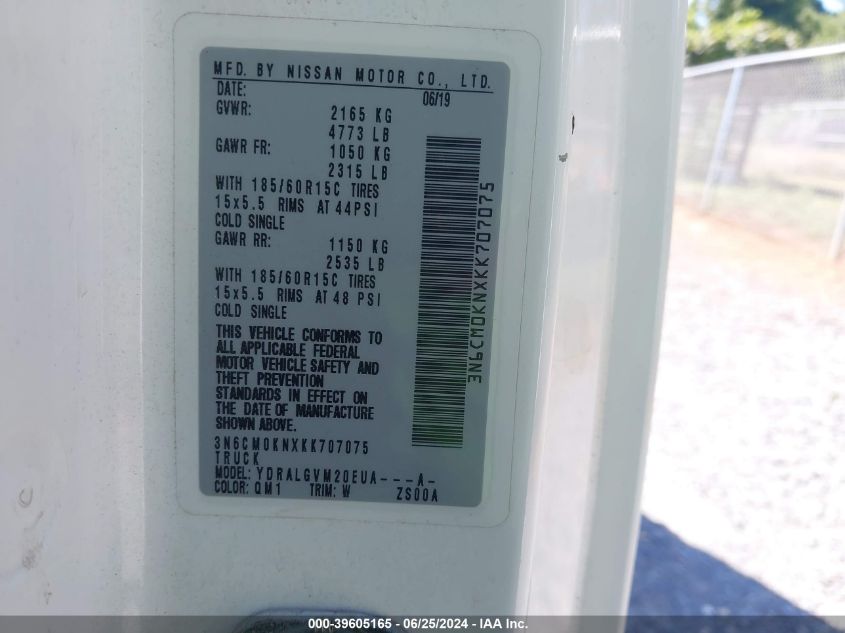 MFD. BY NISSAN MOTOR CO., LTD.
DATE: 06/19
GVWR: 2165 KG
4773 LB
GAWR FR: 1050 KG
2315 LB
WITH 185/60R15C TIRES
15x5.5 RIMS AT 44PSI
COLD SINGLE
GAWR RR: 1150 KG
2535 LB
WITH 185/60R15C TIRES
15x5.5 RIMS AT 48 PSI
COLD SINGLE
THIS VEHICLE CONFORMS TO
ALL APPLICABLE FEDERAL
MOTOR VEHICLE SAFETY AND
THEFT PREVENTION
STANDARDS IN EFFECT ON
THE DATE OF MANUFACTURE
SHOWN ABOVE.
3N6CM0KNXKK707075
TRUCK
MODEL: YDRALGVM20EUA---A-
COLOR: QM1 TRIM: W ZS00A
3N6CM0KNXKK707075
000-39605165 - 06/25/2024 - IAA Inc.